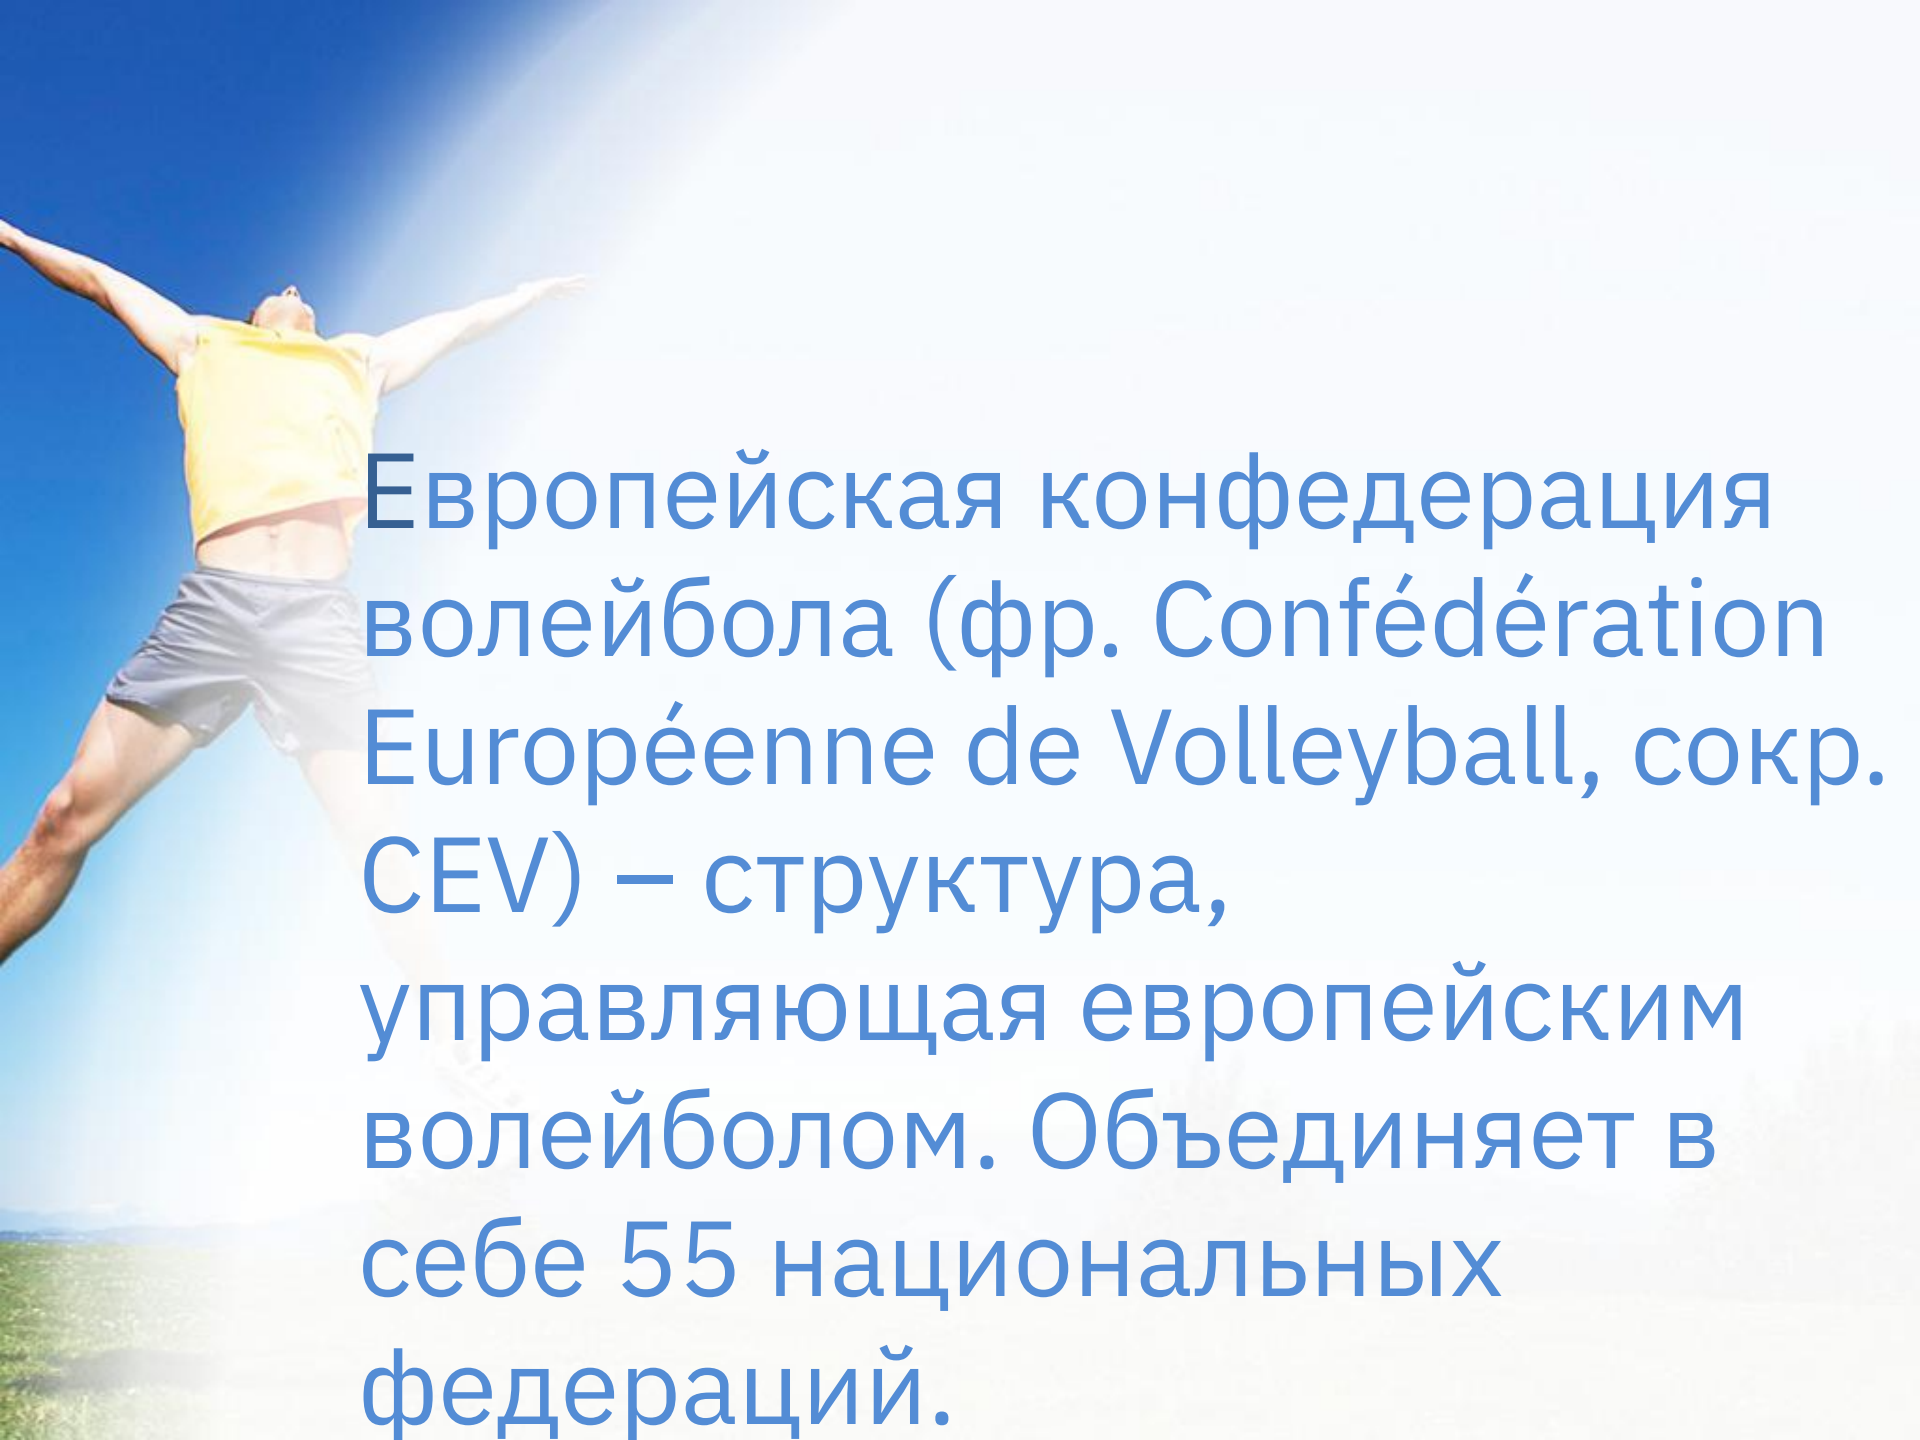 Европейская конфедерация
волейбола (фр. Confédération
Européenne de Volleyball, сокр.
CEV) – структура,
управляющая европейским
волейболом. Объединяет в
себе 55 национальных
федераций.